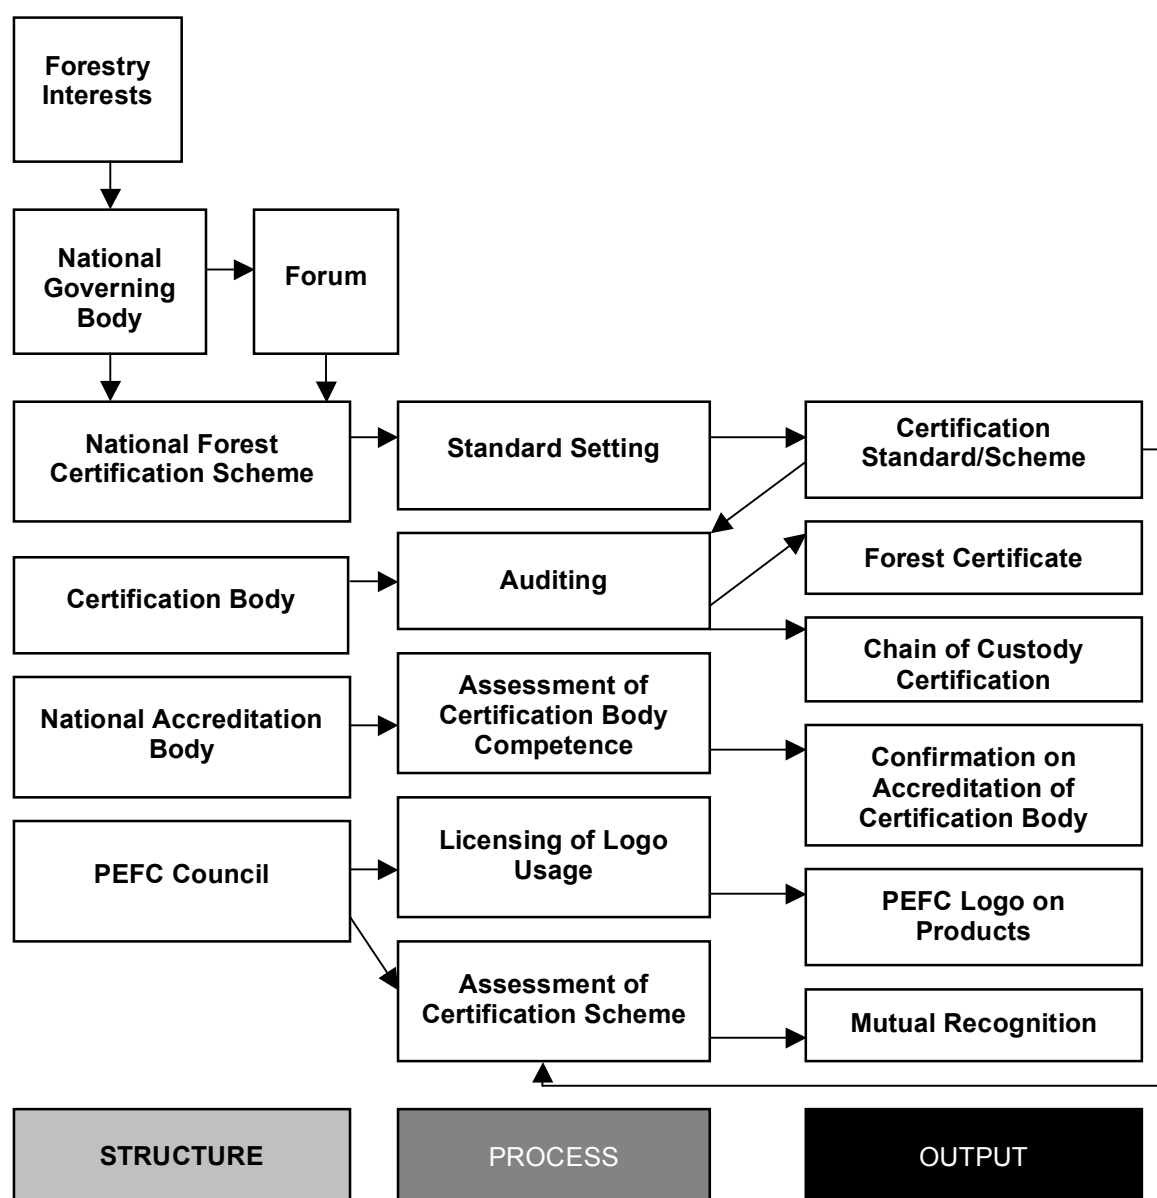 Forestry
Interests
National
Governing
Body
Forum
National Forest
Certification Scheme
Standard Setting
Certification
Standard/Scheme
Certification Body
Auditing
Forest Certificate
Chain of Custody
Certification
National Accreditation
Body
Assessment of
Certification Body
Competence
Confirmation on
Accreditation of
Certification Body
PEFC Council
Licensing of Logo
Usage
PEFC Logo on
Products
Assessment of
Certification Scheme
Mutual Recognition
STRUCTURE
PROCESS
OUTPUT